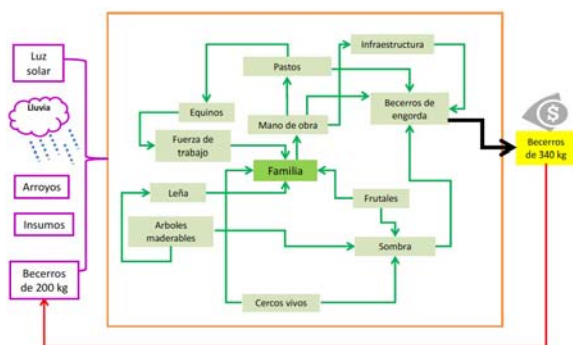 Luz
solar
Lluvia
Arroyos
Insumos
Becerros
de 200 kg
Infraestructura
Pastos
Equinos
Becerros de
engorda
Mano de obra
Fuerza de
trabajo
Familia
Leña
Frutales
Arboles
maderables
Sombra
Cercos vivos
$
Becerros
de 340 kg